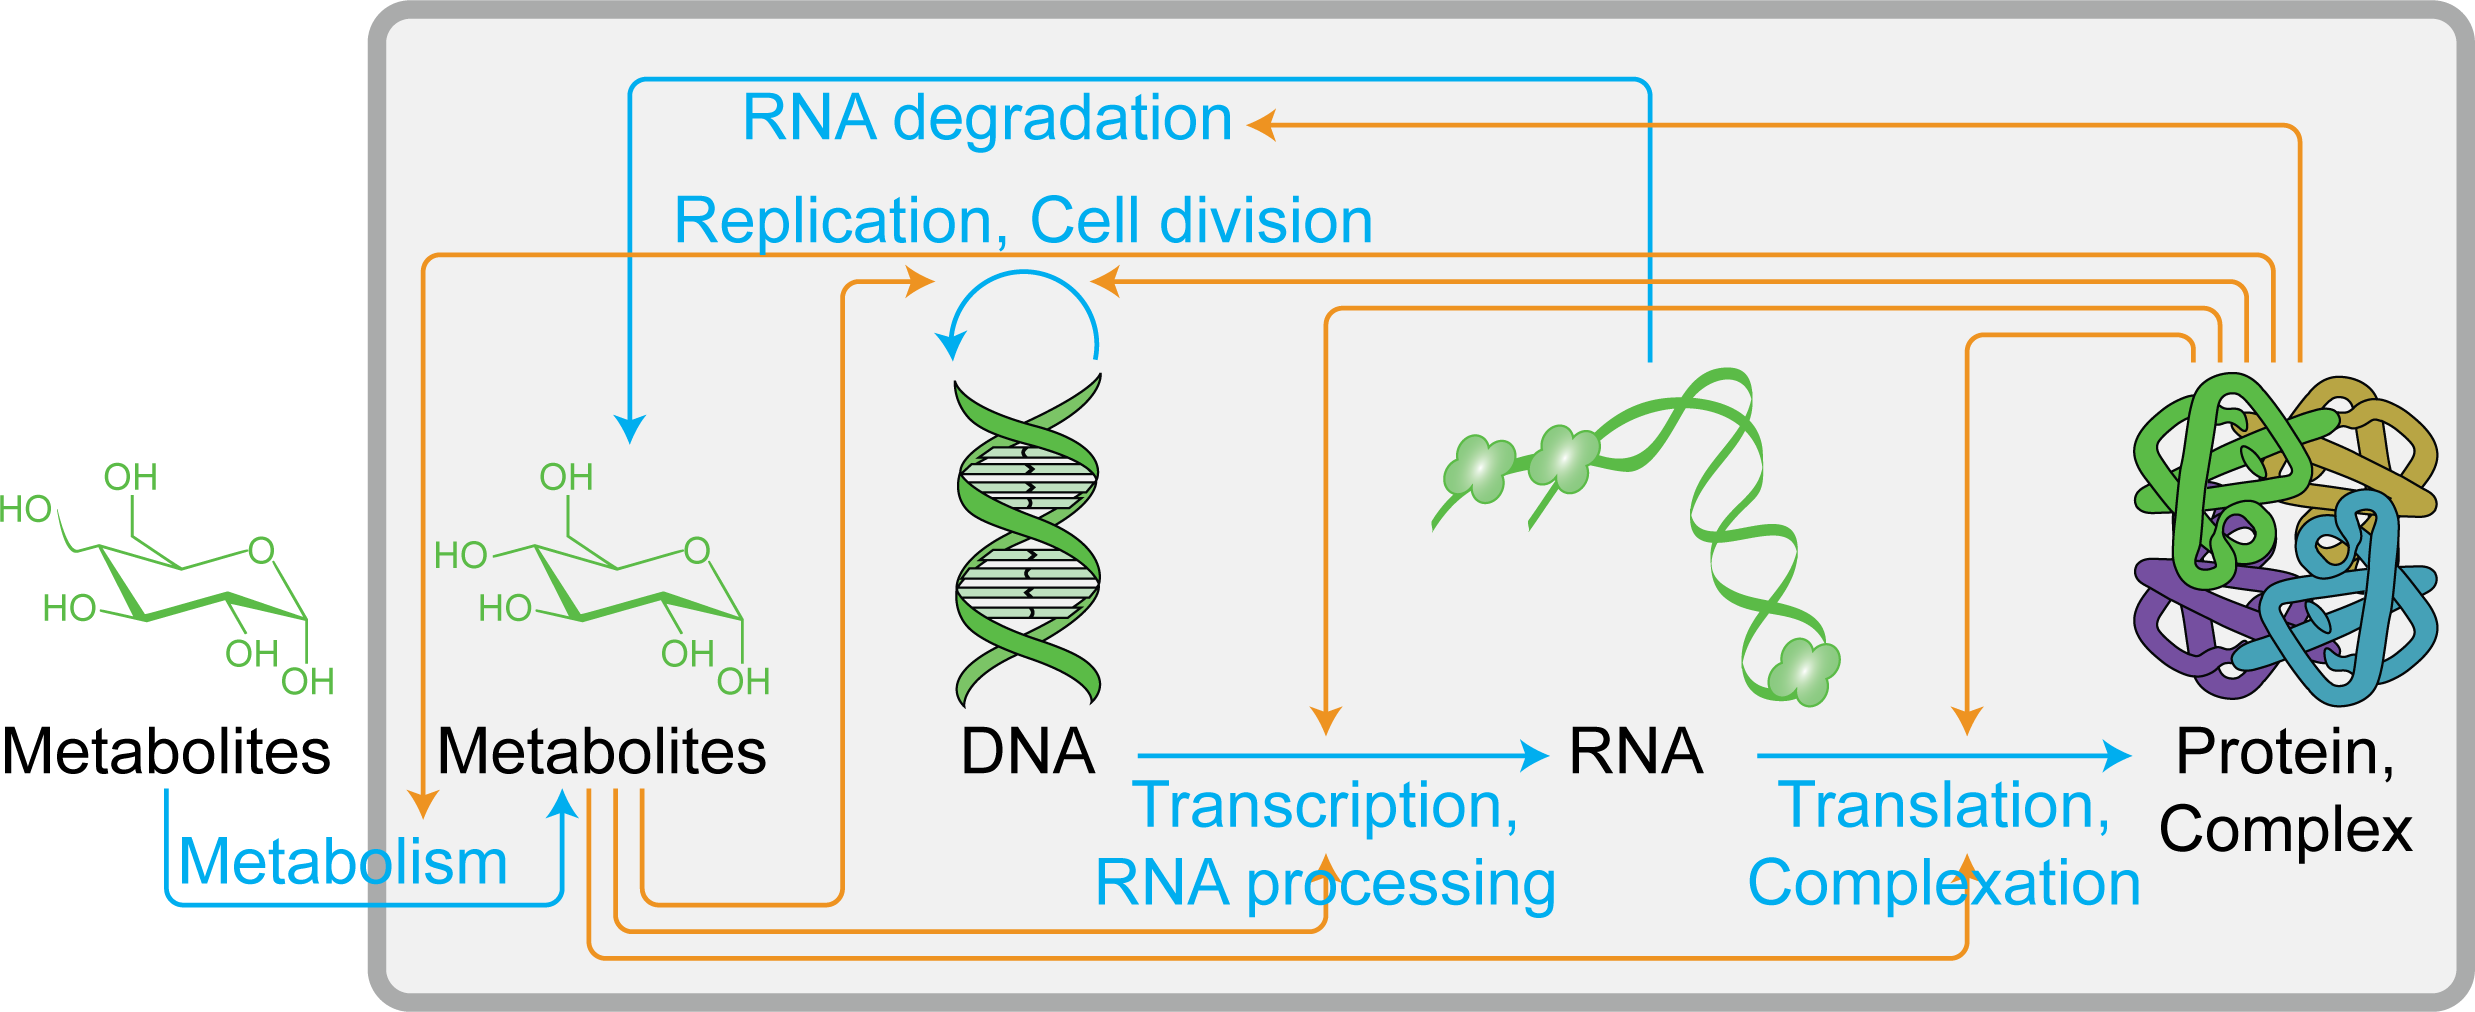 RNA degradation
Replication, Cell division
OH
HO
O
HO
OH
OH
OH
HO
O
HO
OH
OH
Metabolites
Metabolites
DNA
RNA
Protein,
Complex
Metabolism
Transcription,
RNA processing
Translation,
Complexation